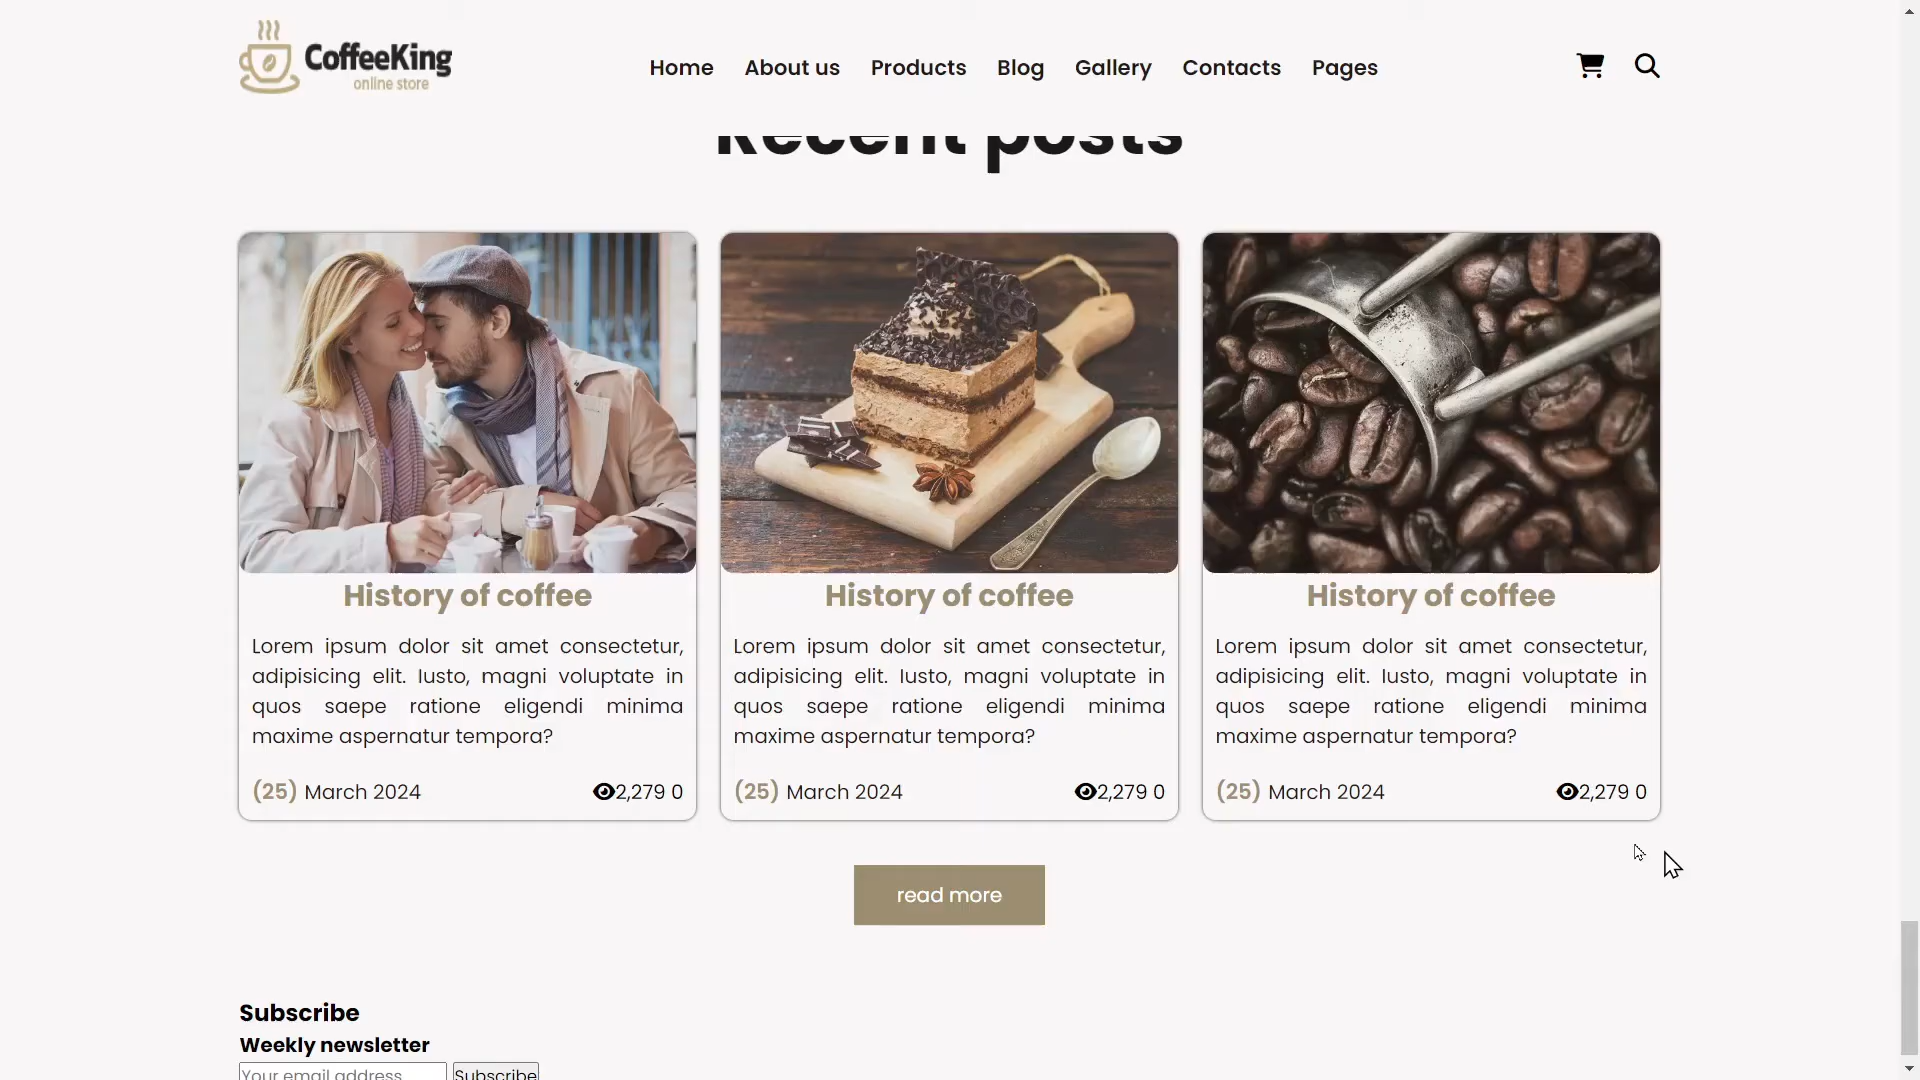 CoffeeKing
online store
Home About us Products Blog Gallery Contacts Pages
Recent posts
History of coffee
Lorem ipsum dolor sit amet consectetur,
adipisicing elit. Iusto, magni voluptate in
quos saepe ratione eligendi minima
maxime aspernatur tempora?
(25) March 2024 2,279 0
History of coffee
Lorem ipsum dolor sit amet consectetur,
adipisicing elit. Iusto, magni voluptate in
quos saepe ratione eligendi minima
maxime aspernatur tempora?
(25) March 2024 2,279 0
History of coffee
Lorem ipsum dolor sit amet consectetur,
adipisicing elit. Iusto, magni voluptate in
quos saepe ratione eligendi minima
maxime aspernatur tempora?
(25) March 2024 2,279 0
read more
Subscribe
Weekly newsletter
Your email address Subscribe